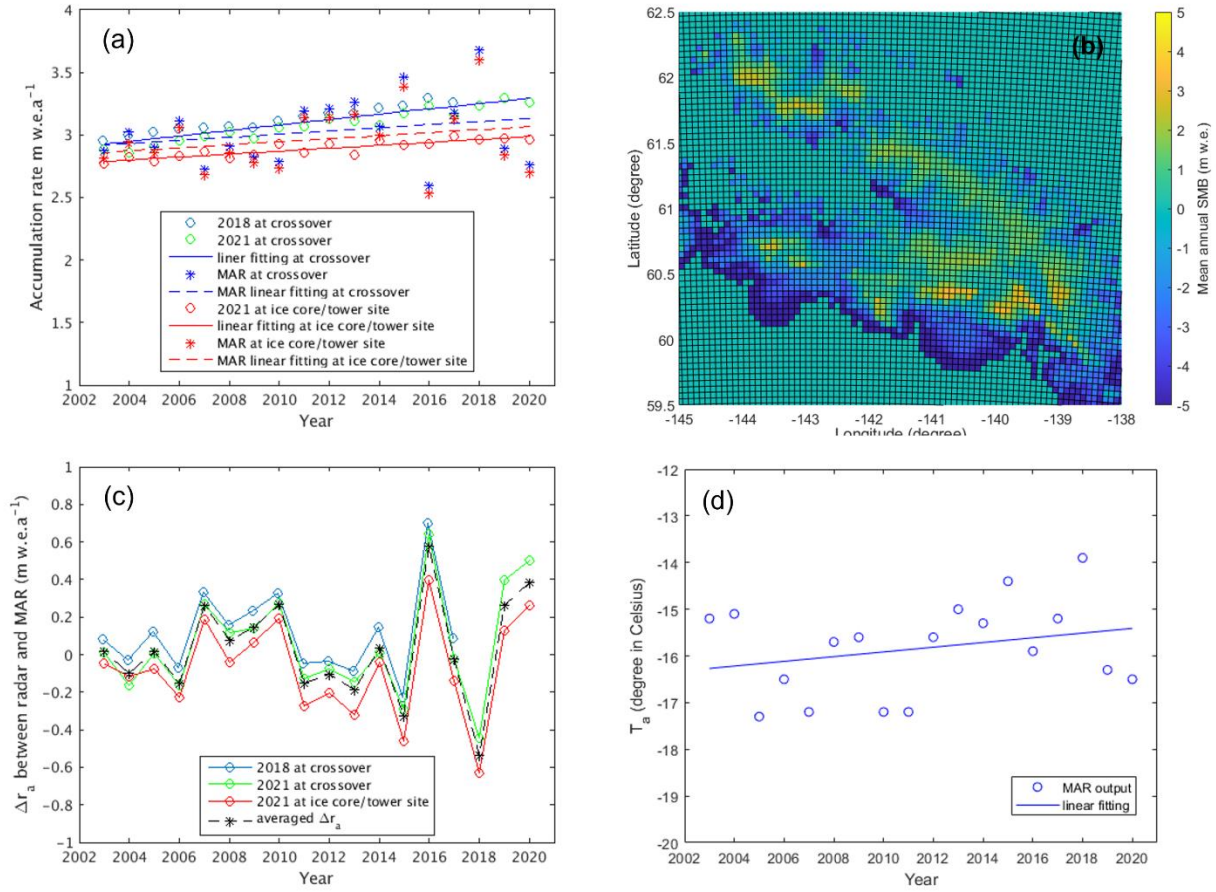 (a)
Accumulation rate m w.e.a⁻¹
4
3.5
3
2.5
2
1.5
1
2018 at crossover
2021 at crossover
liner fitting at crossover
MAR at crossover
MAR linear fitting at crossover
2021 at ice core/tower site
linear fitting at ice core/tower site
MAR at ice core/tower site
MAR linear fitting at ice core/tower site
2002 2004 2006 2008 2010 2012 2014 2016 2018 2020
Year
(b)
Latitude (degree)
62.5
62
61.5
61
60.5
60
59.5
-145 -144 -143 -142 -141 -140 -139 -138
Longitude (degree)
5
4
3
2
1
0
-1
-2
-3
-4
-5
Mean annual SMB (m w.e.)
(c)
Δrₐ between radar and MAR (m w.e.a⁻¹)
1
0.8
0.6
0.4
0.2
0
-0.2
-0.4
-0.6
-0.8
-1
2018 at crossover
2021 at crossover
2021 at ice core/tower site
averaged Δrₐ
2002 2004 2006 2008 2010 2012 2014 2016 2018 2020
Year
(d)
Tₐ (degree in Celsius)
-12
-13
-14
-15
-16
-17
-18
-19
-20
MAR output
linear fitting
2002 2004 2006 2008 2010 2012 2014 2016 2018 2020
Year